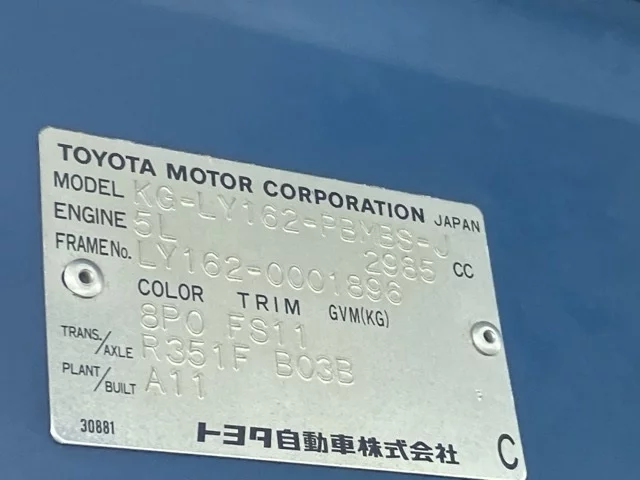 TOYOTA MOTOR CORPORATION JAPAN
MODEL KG-LY162-PBMBS-J
ENGINE 5L 2985 CC
FRAME No. LY162-0001896
COLOR TRIM GVM(KG)
8P0 FS11
TRANS./AXLE R351F B03B
PLANT/BUILT A11
30881 トヨタ自動車株式会社 C